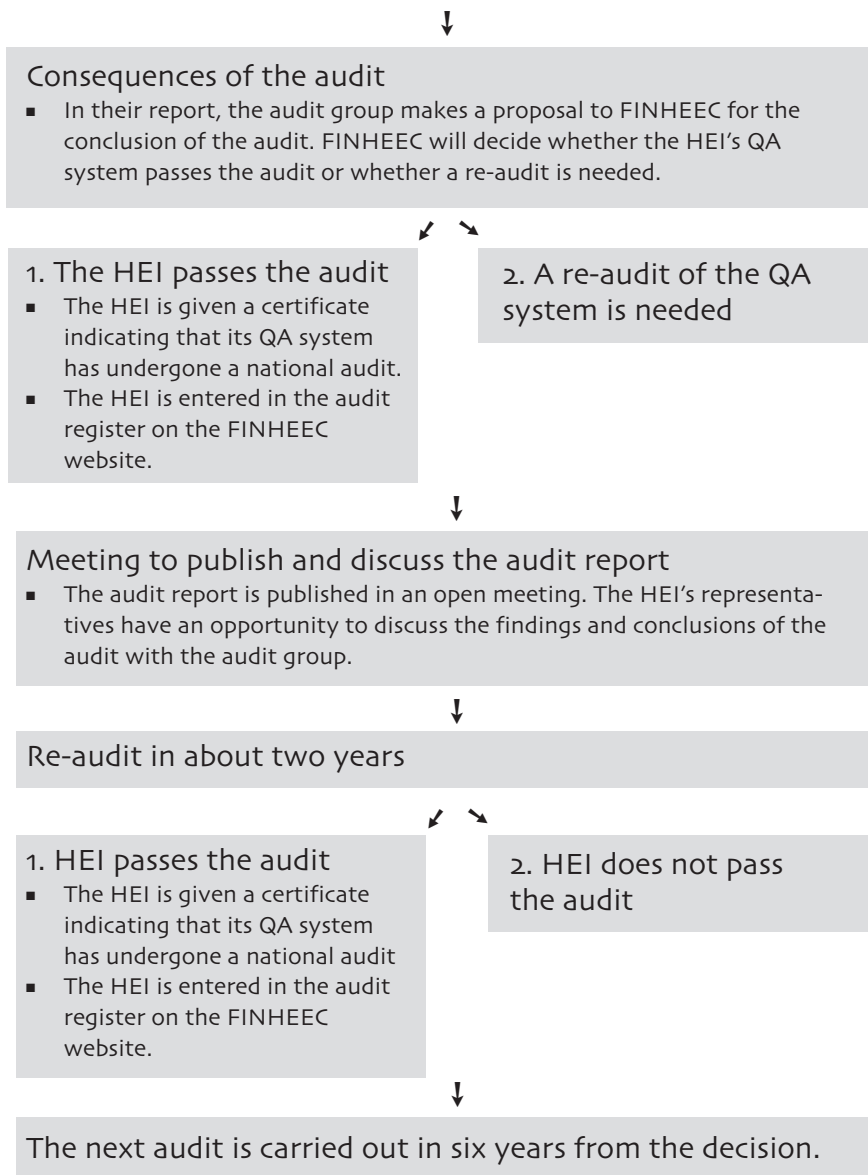 Consequences of the audit
▪ In their report, the audit group makes a proposal to FINHEEC for the
conclusion of the audit. FINHEEC will decide whether the HEI's QA
system passes the audit or whether a re-audit is needed.
1. The HEI passes the audit
▪ The HEI is given a certificate
indicating that its QA system
has undergone a national audit.
▪ The HEI is entered in the audit
register on the FINHEEC
website.
2. A re-audit of the QA
system is needed
Meeting to publish and discuss the audit report
▪ The audit report is published in an open meeting. The HEI's representa-
tives have an opportunity to discuss the findings and conclusions of the
audit with the audit group.
Re-audit in about two years
1. HEI passes the audit
▪ The HEI is given a certificate
indicating that its QA system
has undergone a national audit
▪ The HEI is entered in the audit
register on the FINHEEC
website.
2. HEI does not pass
the audit
The next audit is carried out in six years from the decision.